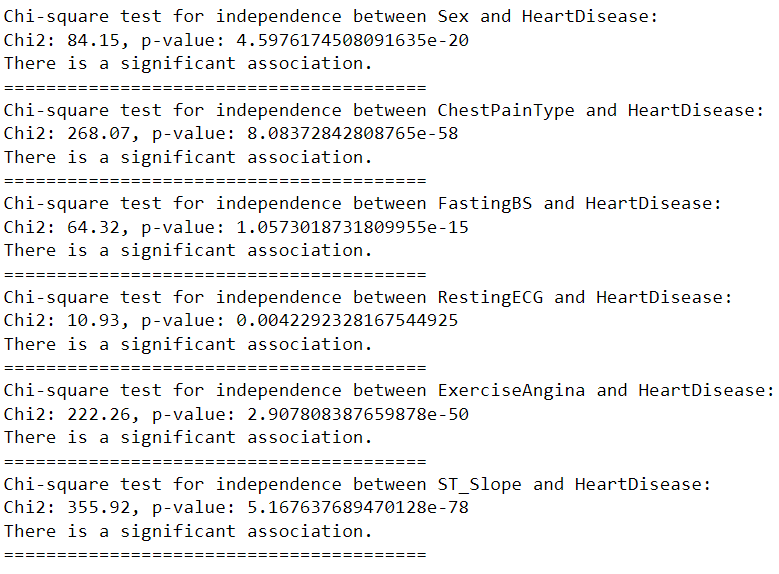 Chi-square test for independence between Sex and HeartDisease:
Chi2: 84.15, p-value: 4.5976174508091635e-20
There is a significant association.
========================================
Chi-square test for independence between ChestPainType and HeartDisease:
Chi2: 268.07, p-value: 8.08372842808765e-58
There is a significant association.
========================================
Chi-square test for independence between FastingBS and HeartDisease:
Chi2: 64.32, p-value: 1.0573018731809955e-15
There is a significant association.
========================================
Chi-square test for independence between RestingECG and HeartDisease:
Chi2: 10.93, p-value: 0.0042292328167544925
There is a significant association.
========================================
Chi-square test for independence between ExerciseAngina and HeartDisease:
Chi2: 222.26, p-value: 2.907808387659878e-50
There is a significant association.
========================================
Chi-square test for independence between ST_Slope and HeartDisease:
Chi2: 355.92, p-value: 5.167637689470128e-78
There is a significant association.
========================================